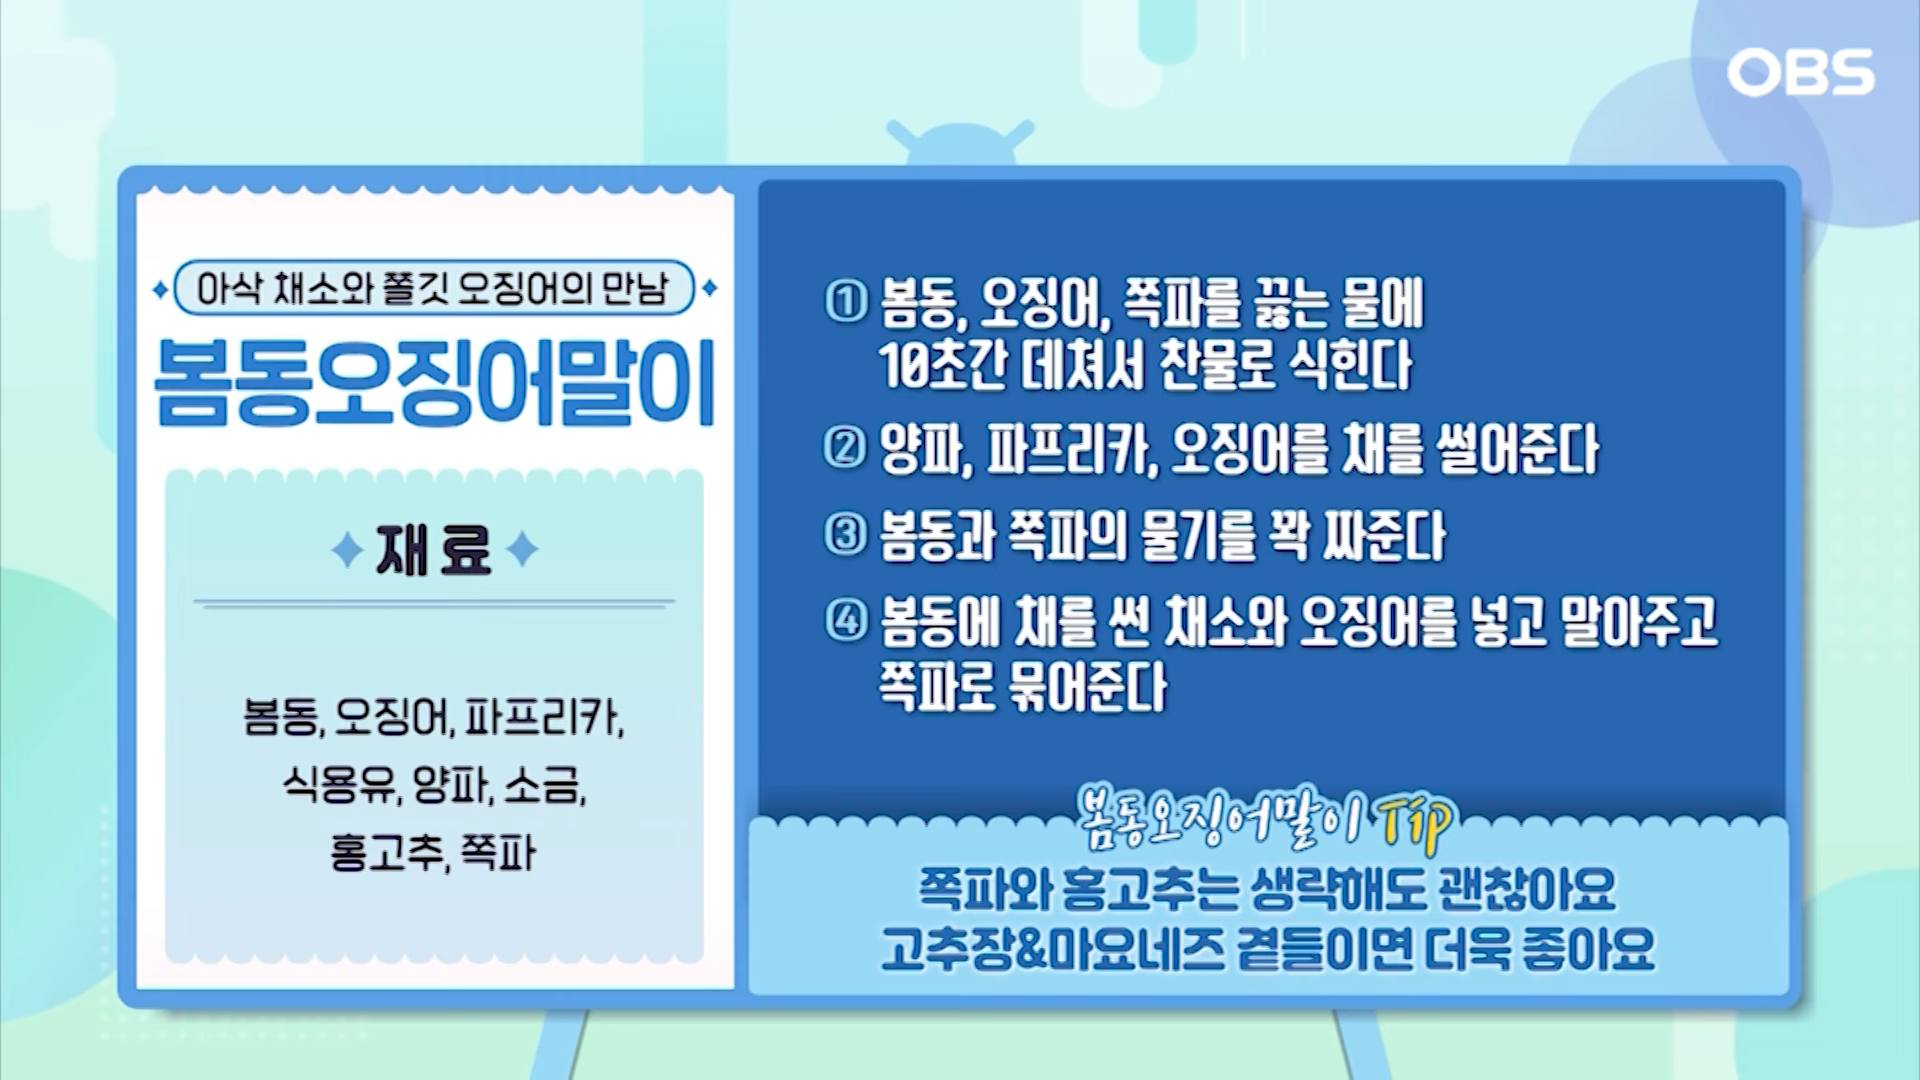 OBS
아삭 채소와 쫄깃 오징어의 만남
봄동오징어말이
재료
봄동, 오징어, 파프리카,
식용유, 양파, 소금,
홍고추, 쪽파
① 봄동, 오징어, 쪽파를 끓는 물에
10초간 데쳐서 찬물로 식힌다
② 양파, 파프리카, 오징어를 채를 썰어준다
③ 봄동과 쪽파의 물기를 꽉 짜준다
④ 봄동에 채를 썬 채소와 오징어를 넣고 말아주고
쪽파로 묶어준다
봄동오징어말이 Tip
쪽파와 홍고추는 생략해도 괜찮아요
고추장&마요네즈 곁들이면 더욱 좋아요